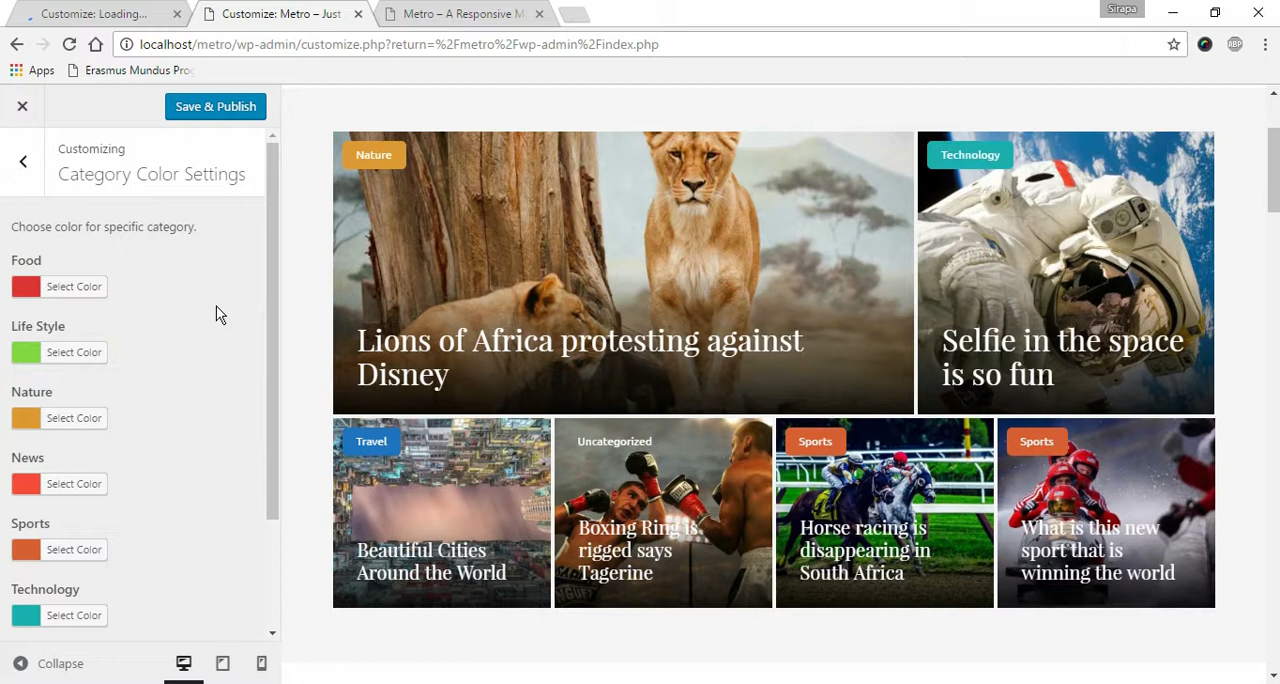 Customize: Loading...
Customize: Metro – Just
Metro – A Responsive M
Sirapa
localhost/metro/wp-admin/customize.php?return=%2Fmetro%2Fwp-admin%2Findex.php
ABP
Apps
Erasmus Mundus Pro
Save & Publish
Customizing
Category Color Settings
Choose color for specific category.
Food
Select Color
Life Style
Select Color
Nature
Select Color
News
Select Color
Sports
Select Color
Technology
Select Color
Collapse
Nature
Lions of Africa protesting against
Disney
Technology
Selfie in the space
is so fun
Travel
Beautiful Cities
Around the World
Uncategorized
Boxing Ring is
rigged says
Tagerine
Sports
Horse racing is
disappearing in
South Africa
Sports
What is this new
sport that is
winning the world